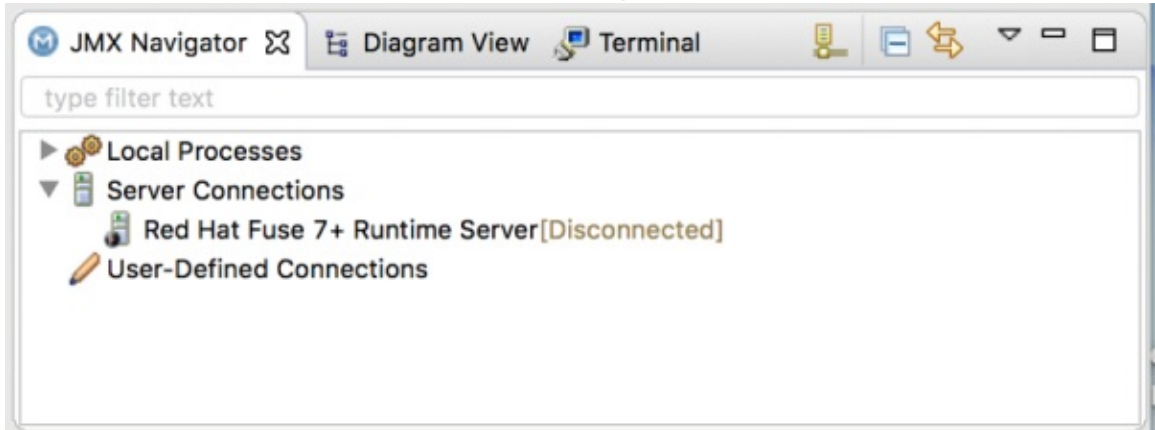 JMX Navigator Diagram View Terminal
type filter text
Local Processes
Server Connections
Red Hat Fuse 7+ Runtime Server[Disconnected]
User-Defined Connections